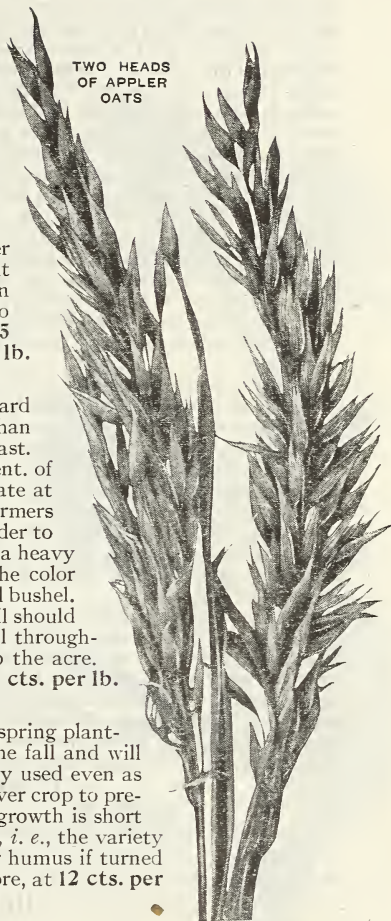 TWO HEADS
OF APPLER
OATS
er
t
n
o
5
lb.
ard
han
ast.
ent. of
ate at
rmers
der to
a heavy
he color
d bushel.
ll should
l through-
o the acre.
cts. per lb.
spring plant-
he fall and will
y used even as
ver crop to pre-
growth is short
, i. e., the variety
r humus if turned
ore, at 12 cts. per